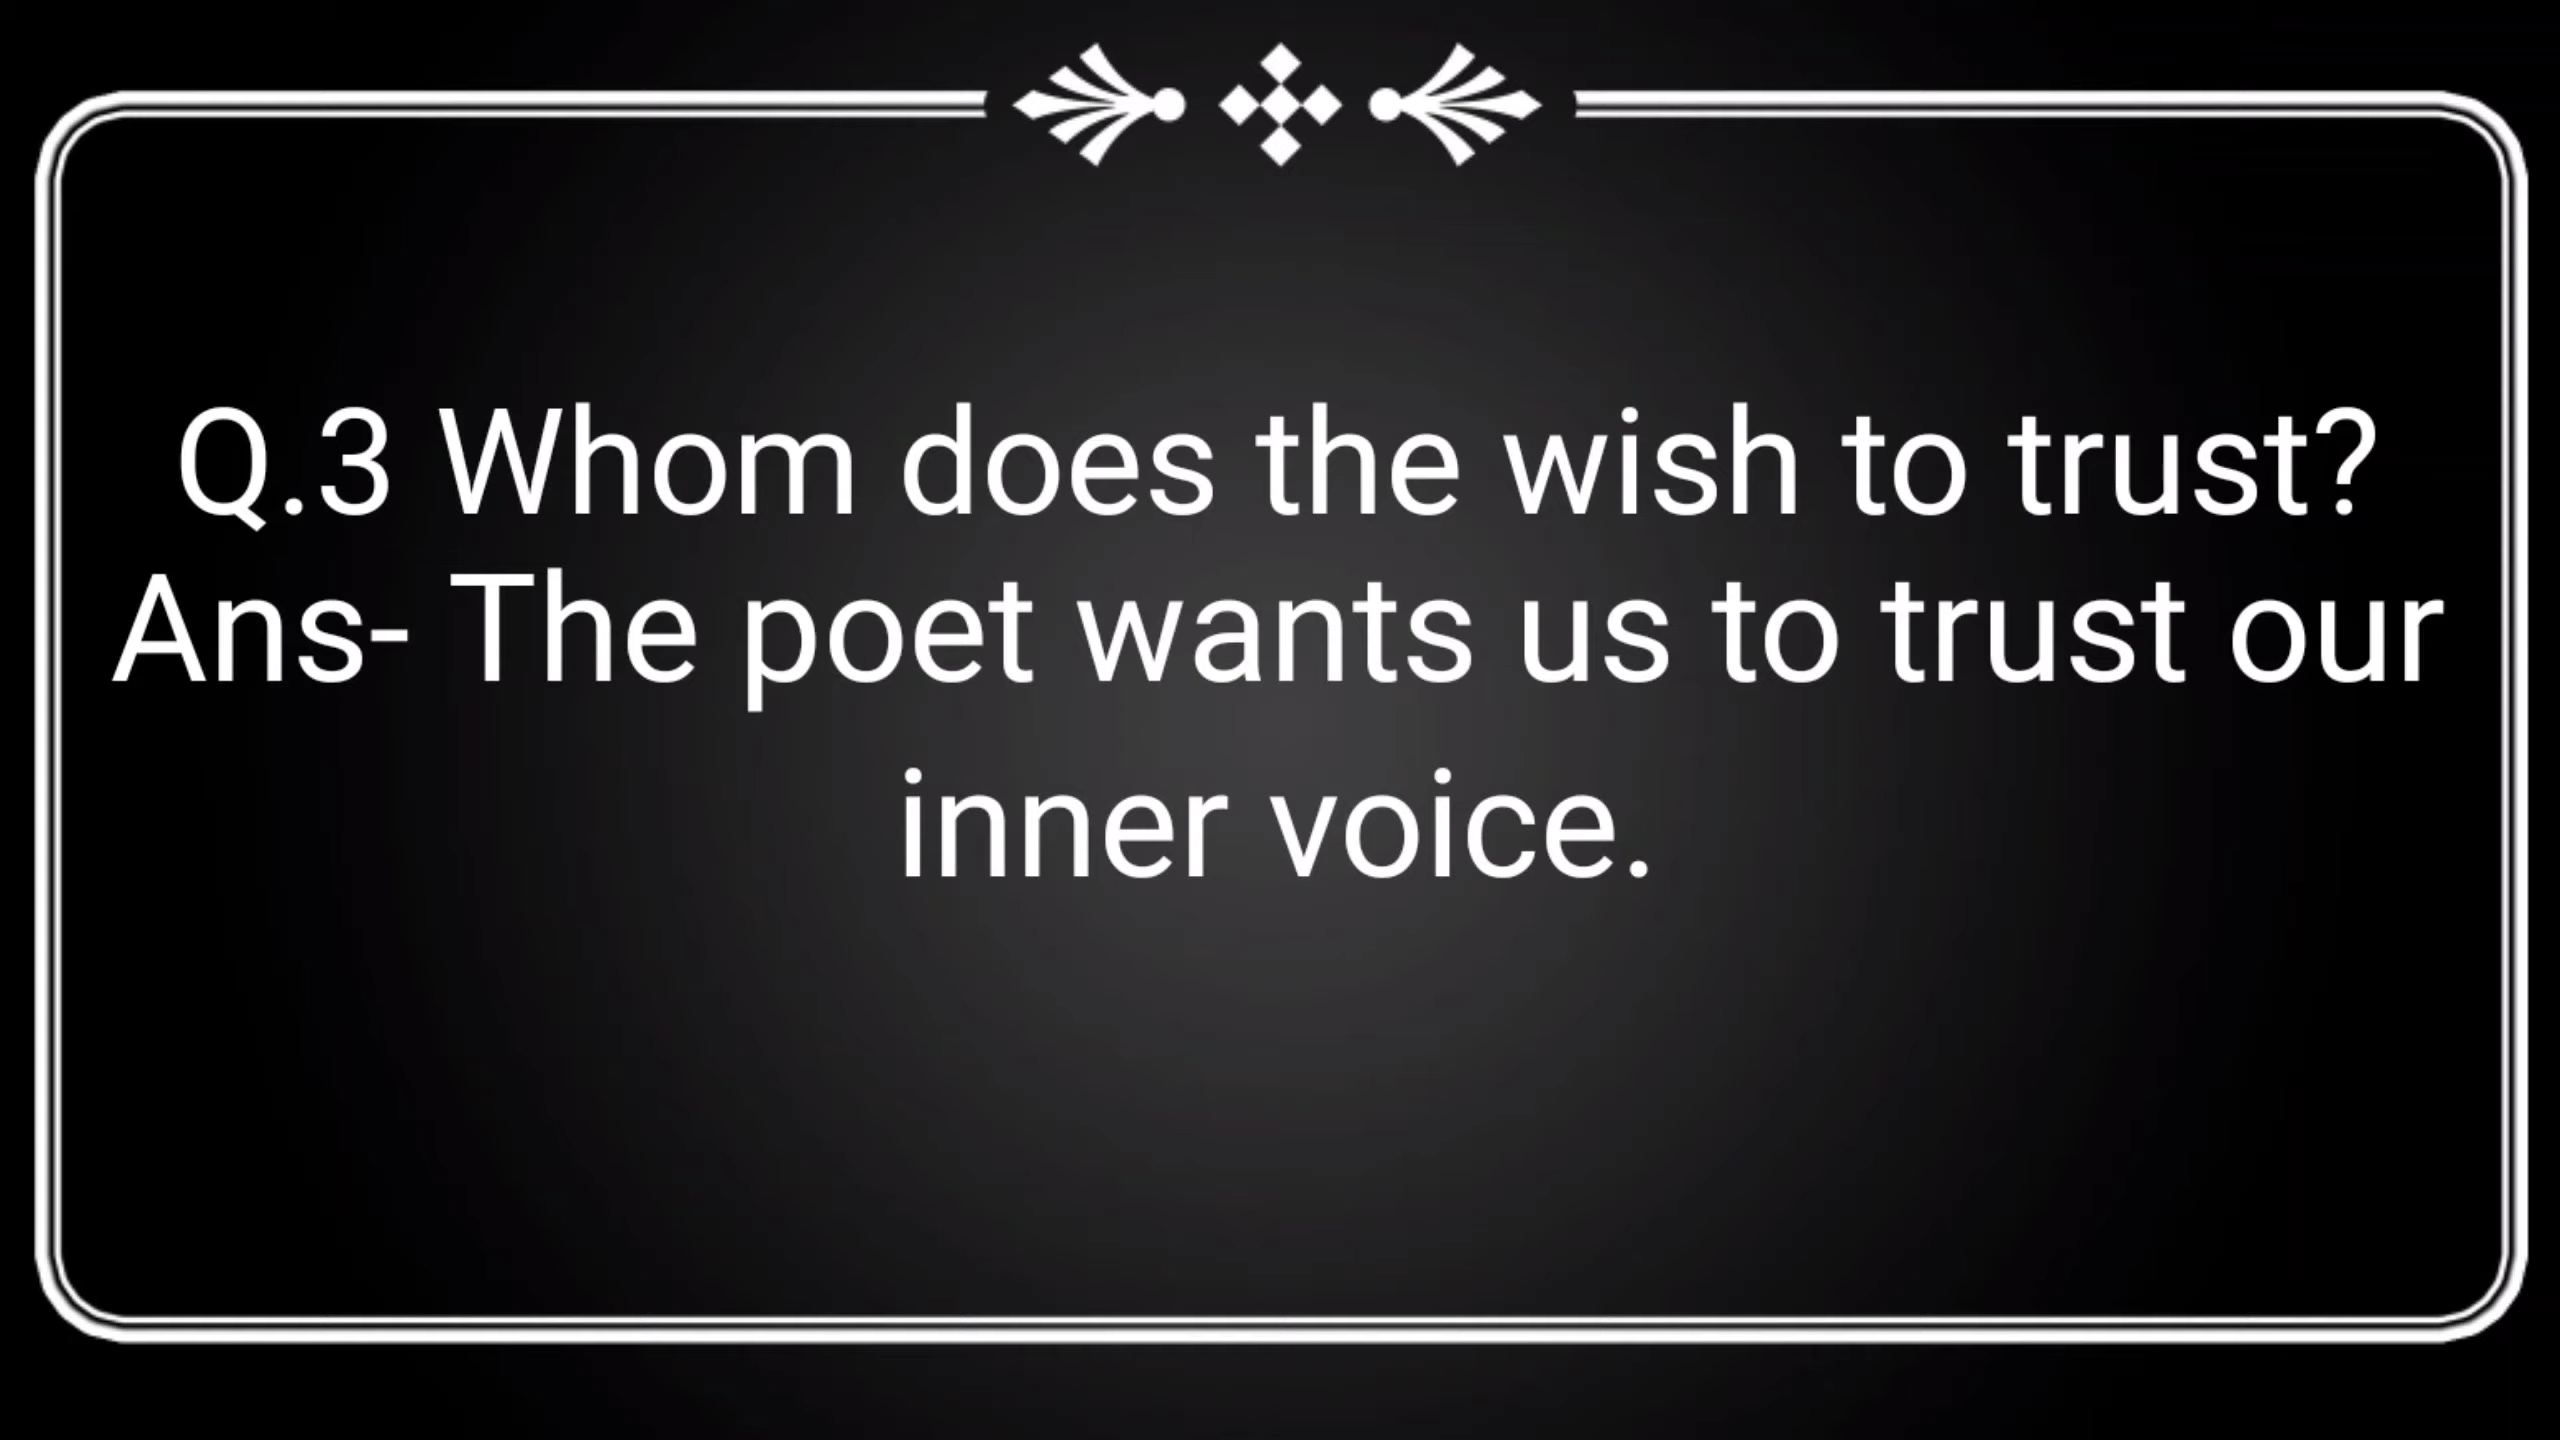 Q.3 Whom does the wish to trust?
Ans- The poet wants us to trust our
inner voice.